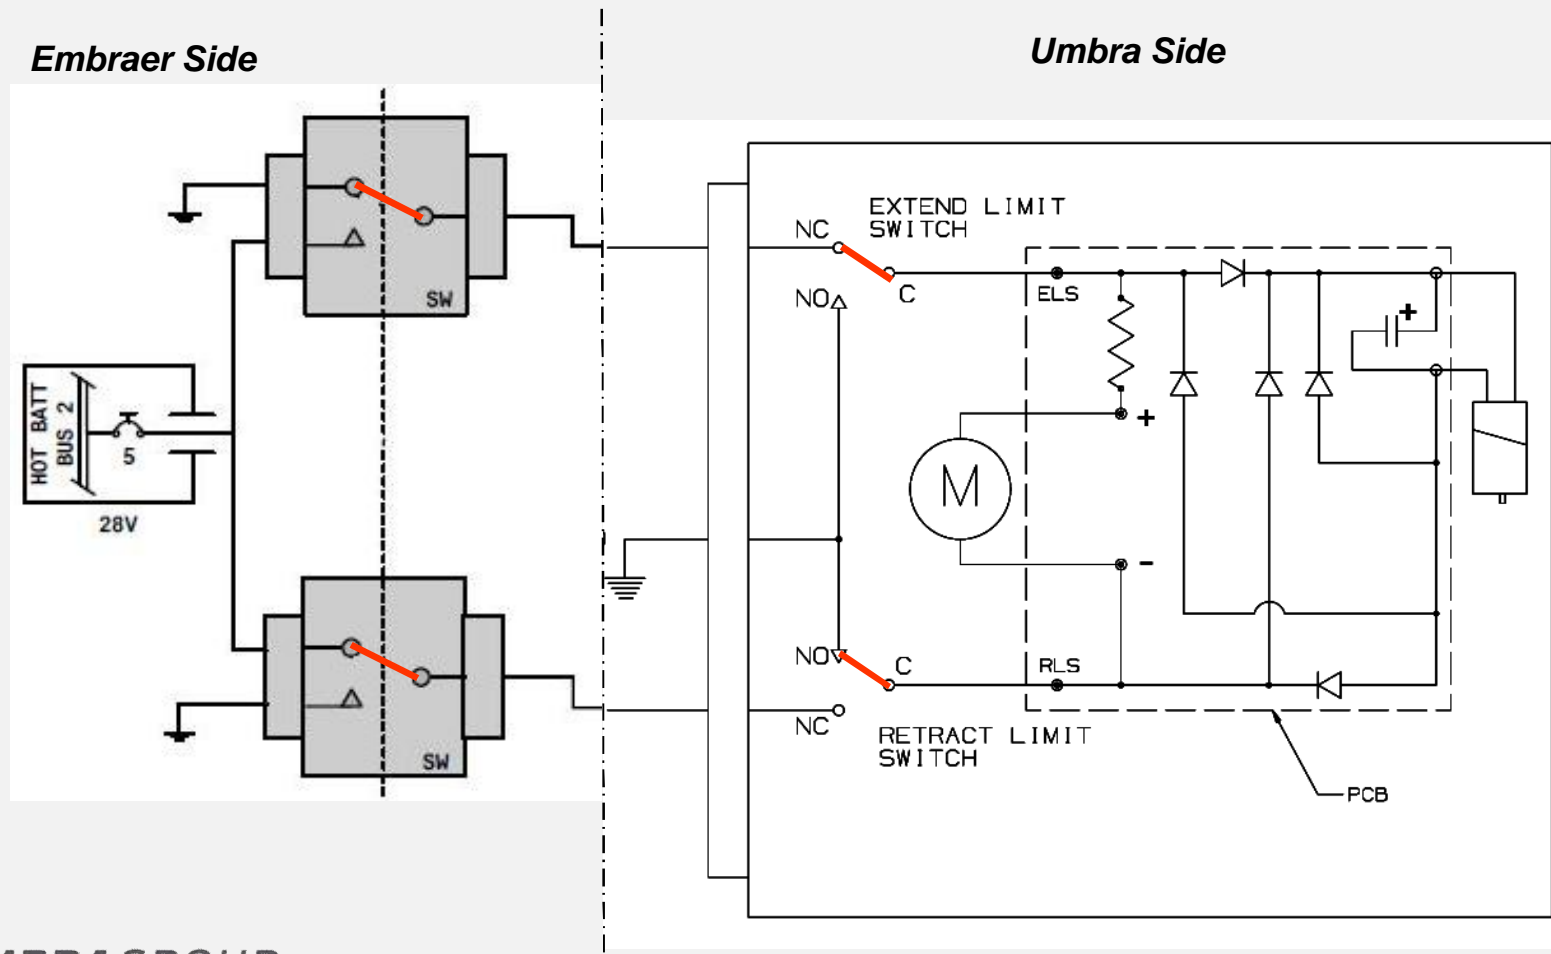 Embraer Side
Umbra Side
SW
HOT BATT
BUS 2
5
28V
SW
EXTEND LIMIT
SWITCH
NC
NO
C
ELS
+
+
M
-
NO
C
RLS
NC
RETRACT LIMIT
SWITCH
PCB